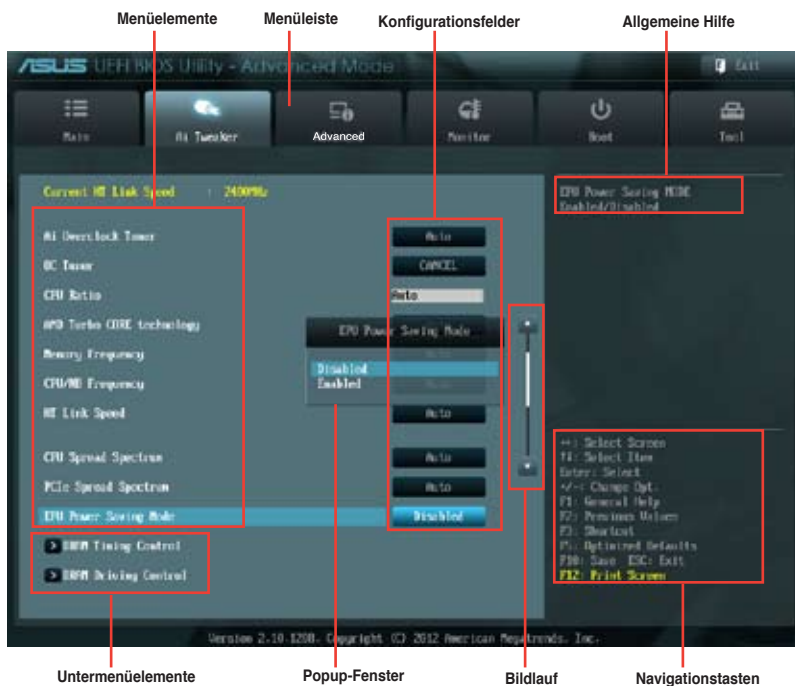 Menüelemente Menüleiste Konfigurationsfelder Allgemeine Hilfe
ASUS UEFI BIOS Utility - Advanced Mode Exit
Main Ai Tweaker Advanced Monitor Boot Tool
Current HT Link Speed : 2400MHz
EPU Power Saving MODE
Enabled/Disabled
Ai Overclock Tuner Auto
OC Tuner CANCEL
CPU Ratio Auto
AMD Turbo CORE technology
EPU Power Saving Mode
Memory Frequency
Disabled
CPU/NB Frequency
Enabled
HT Link Speed Auto
CPU Spread Spectrum Auto
PCIe Spread Spectrum Auto
EPU Power Saving Mode Disabled
> DRAM Timing Control
> DRAM Driving Control
↔: Select Screen
↑↓: Select Item
Enter: Select
+/-: Change Opt.
F1: General Help
F2: Previous Values
F3: Shortcut
F5: Optimized Defaults
F10: Save ESC: Exit
F12: Print Screen
Version 2.10.1208. Copyright (C) 2012 American Megatrends, Inc.
Untermenüelemente Popup-Fenster Bildlauf Navigationstasten